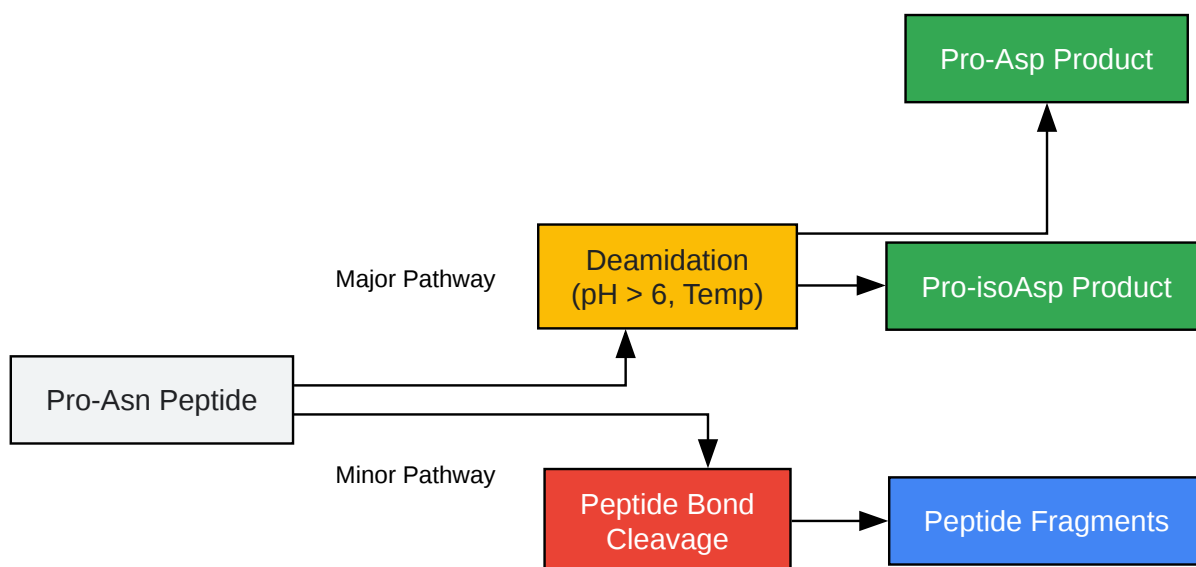 Pro-Asp Product
Major Pathway
Deamidation
(pH > 6, Temp)
Pro-isoAsp Product
Pro-Asn Peptide
Minor Pathway
Peptide Bond
Cleavage
Peptide Fragments